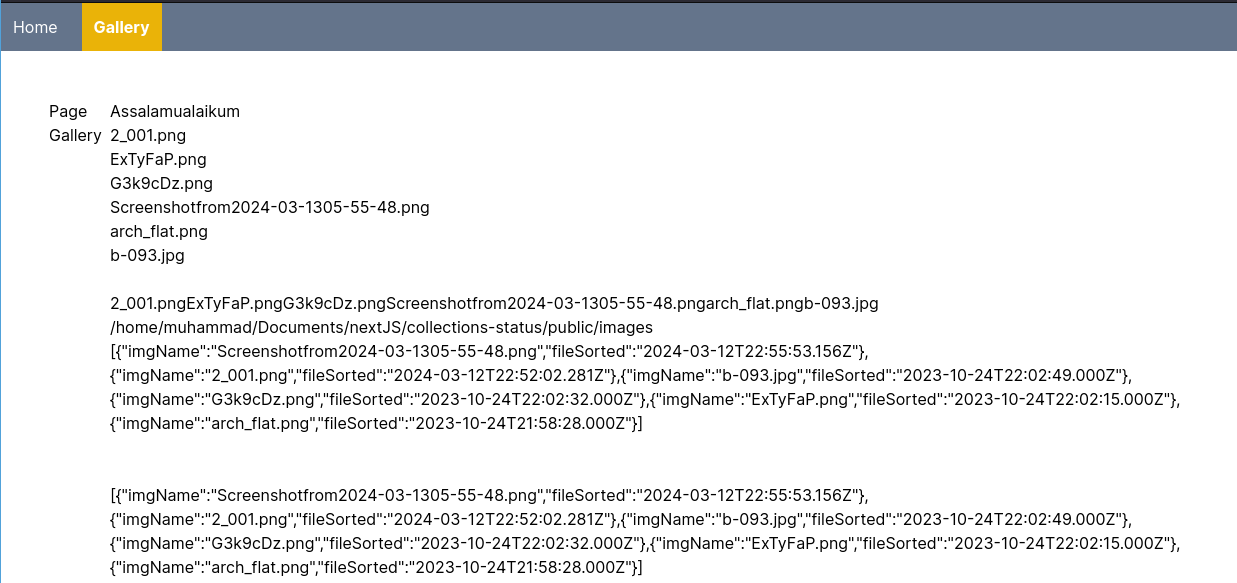 Home Gallery
Page Assalamualaikum
Gallery 2_001.png
ExTyFaP.png
G3k9cDz.png
Screenshotfrom2024-03-1305-55-48.png
arch_flat.png
b-093.jpg
2_001.pngExTyFaP.pngG3k9cDz.pngScreenshotfrom2024-03-1305-55-48.pngarch_flat.pngb-093.jpg
/home/muhammad/Documents/nextJS/collections-status/public/images
[{"imgName":"Screenshotfrom2024-03-1305-55-48.png","fileSorted":"2024-03-12T22:55:53.156Z"},
{"imgName":"2_001.png","fileSorted":"2024-03-12T22:52:02.281Z"},{"imgName":"b-093.jpg","fileSorted":"2023-10-24T22:02:49.000Z"},
{"imgName":"G3k9cDz.png","fileSorted":"2023-10-24T22:02:32.000Z"},{"imgName":"ExTyFaP.png","fileSorted":"2023-10-24T22:02:15.000Z"},
{"imgName":"arch_flat.png","fileSorted":"2023-10-24T21:58:28.000Z"}]
[{"imgName":"Screenshotfrom2024-03-1305-55-48.png","fileSorted":"2024-03-12T22:55:53.156Z"},
{"imgName":"2_001.png","fileSorted":"2024-03-12T22:52:02.281Z"},{"imgName":"b-093.jpg","fileSorted":"2023-10-24T22:02:49.000Z"},
{"imgName":"G3k9cDz.png","fileSorted":"2023-10-24T22:02:32.000Z"},{"imgName":"ExTyFaP.png","fileSorted":"2023-10-24T22:02:15.000Z"},
{"imgName":"arch_flat.png","fileSorted":"2023-10-24T21:58:28.000Z"}]